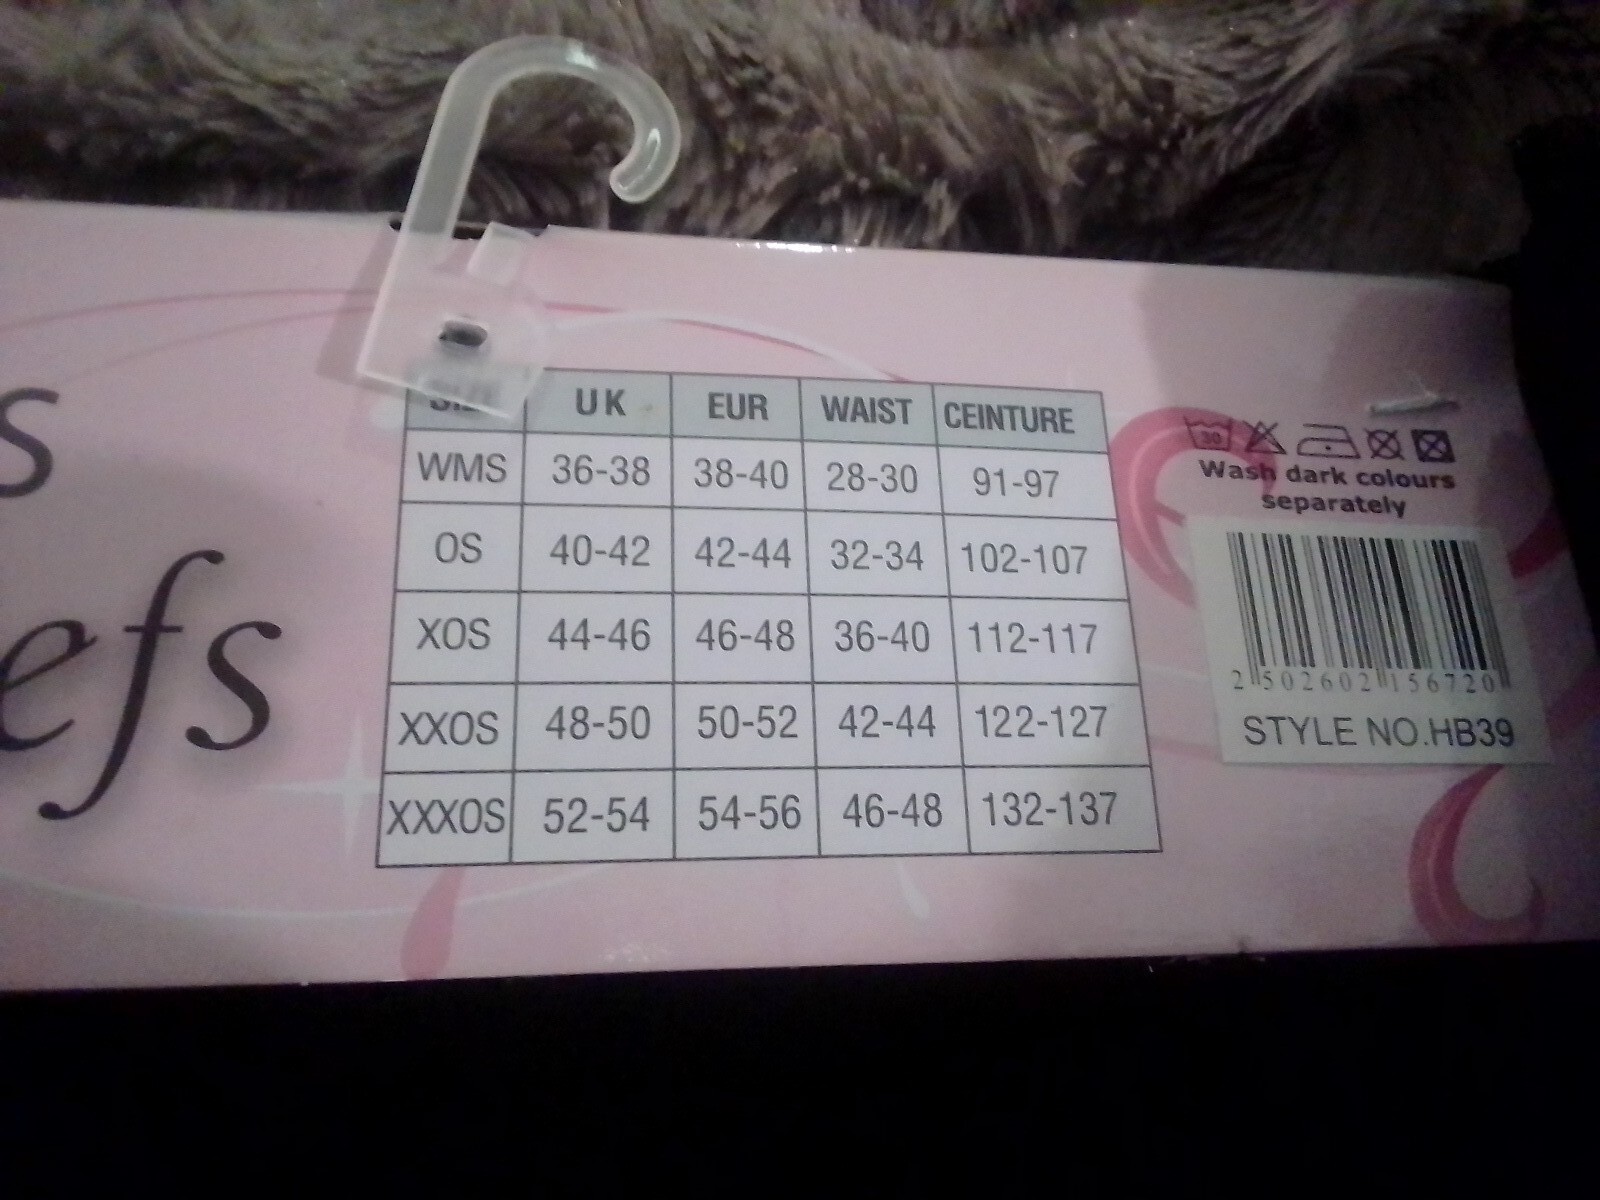 s
efs
SIZE UK EUR WAIST CEINTURE
WMS 36-38 38-40 28-30 91-97
OS 40-42 42-44 32-34 102-107
XOS 44-46 46-48 36-40 112-117
XXOS 48-50 50-52 42-44 122-127
XXXOS 52-54 54-56 46-48 132-137
30
Wash dark colours
separately
2 502602 156720
STYLE NO.HB39